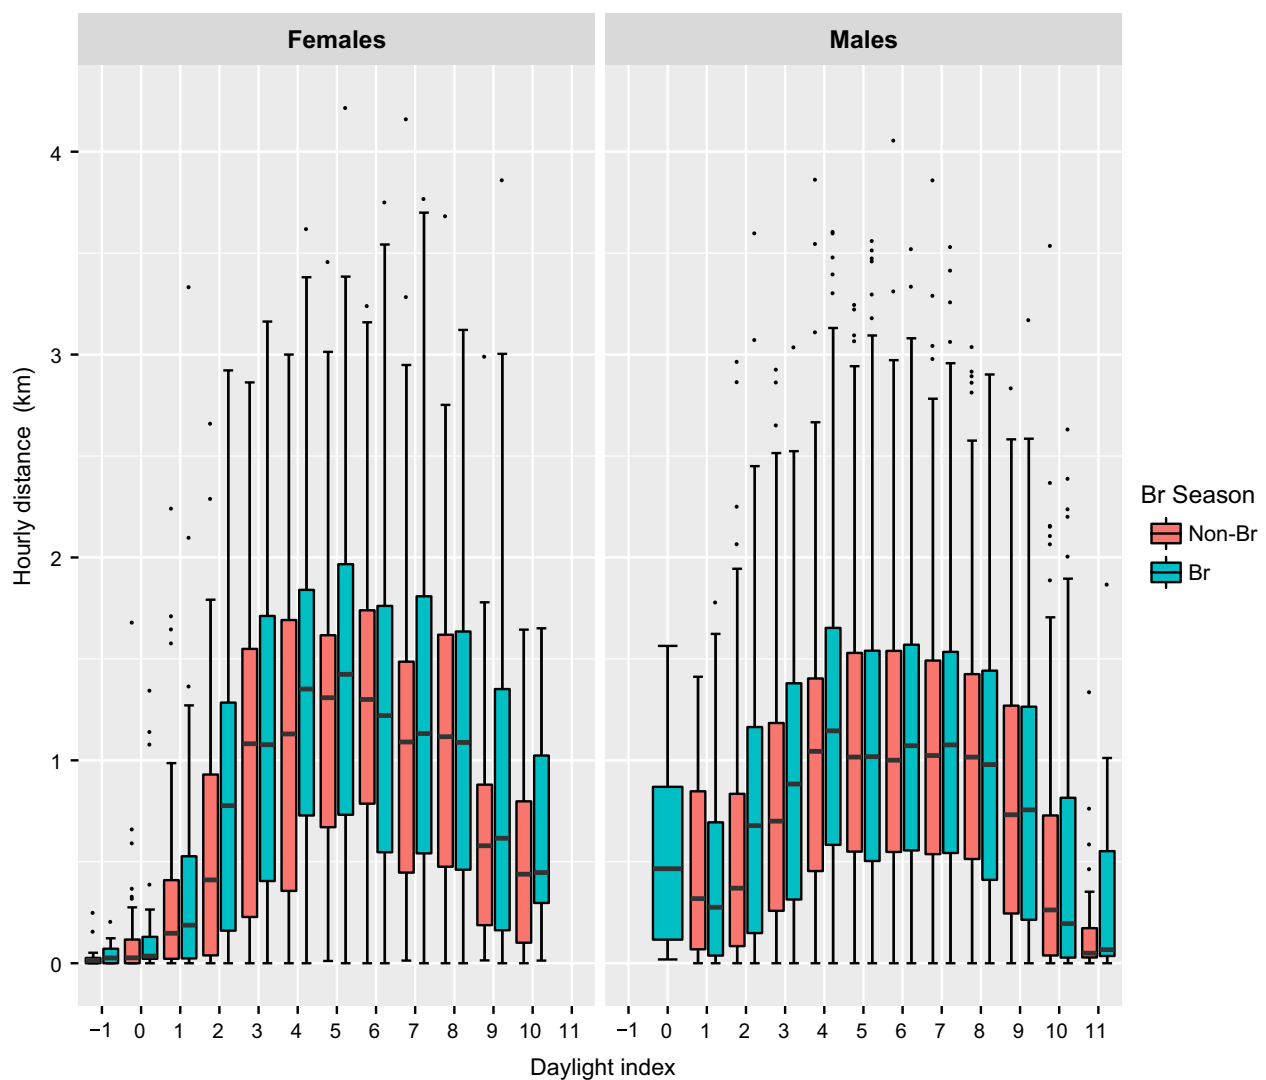 Females Males
4
3
2
1
0
Hourly distance (km)
−1 0 1 2 3 4 5 6 7 8 9 10 11 −1 0 1 2 3 4 5 6 7 8 9 10 11
Daylight index
Br Season
Non-Br
Br